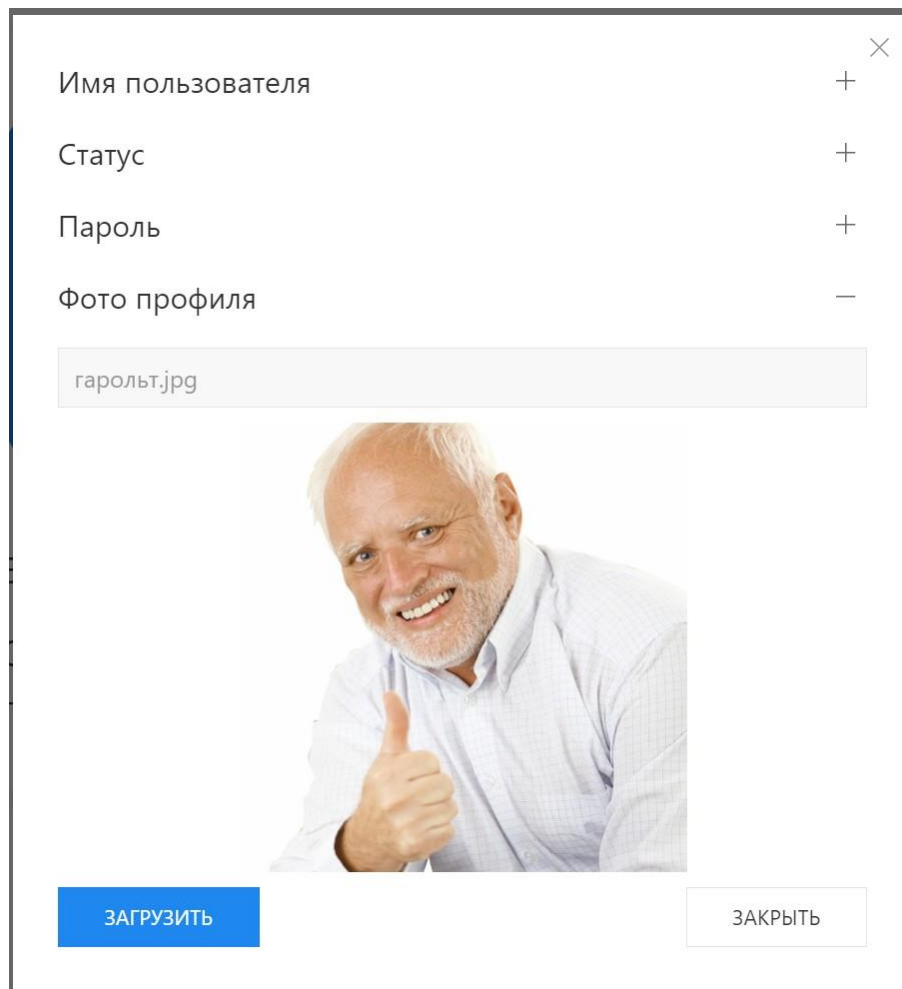 Имя пользователя
Статус
Пароль
Фото профиля
гарольт.jpg
ЗАГРУЗИТЬ
ЗАКРЫТЬ